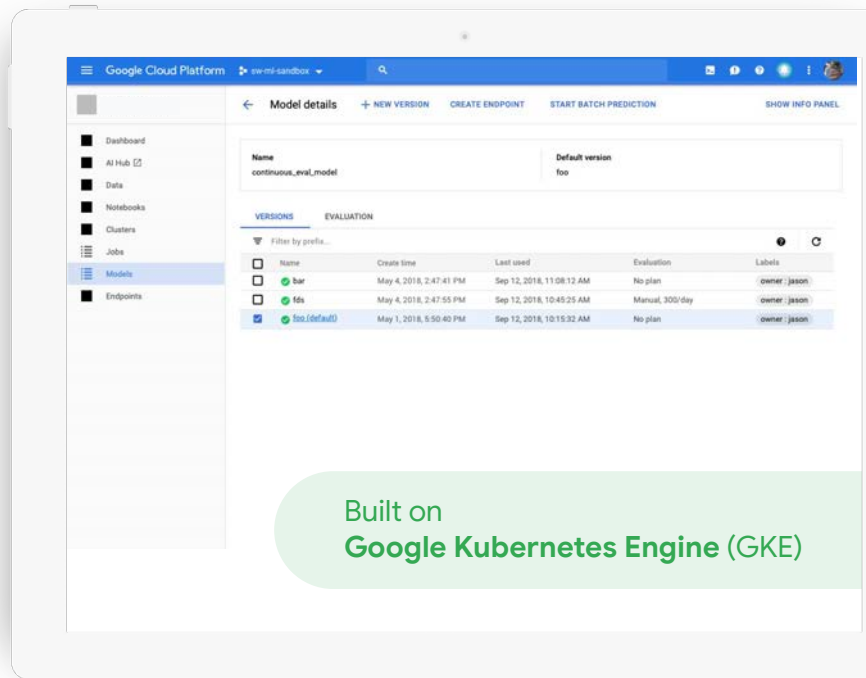 Google Cloud Platform sw-ml-sandbox
Model details + NEW VERSION CREATE ENDPOINT START BATCH PREDICTION SHOW INFO PANEL
Dashboard
AI Hub
Data
Notebooks
Clusters
Jobs
Models
Endpoints
Name Default version
continuous_eval_model foo
VERSIONS EVALUATION
Filter by prefix...
Name Create time Last used Evaluation Labels
bar May 4, 2018, 2:47:41 PM Sep 12, 2018, 11:08:12 AM No plan owner : jason
fds May 4, 2018, 2:47:55 PM Sep 12, 2018, 10:45:25 AM Manual, 300/day owner : jason
foo (default) May 1, 2018, 5:50:40 PM Sep 12, 2018, 10:15:32 AM No plan owner : jason
Built on
Google Kubernetes Engine (GKE)